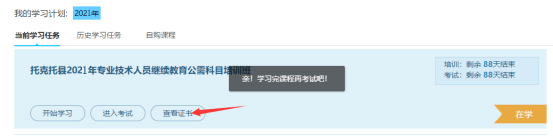 我的学习计划: 2021年
当前学习任务 历史学习任务 自购课程
托克托县2021年专业技术人员继续教育公需科目培训班
亲！学习完课程再考试吧！
培训：剩余 88天结束
考试：剩余 88天结束
开始学习 进入考试 查看证书
在学